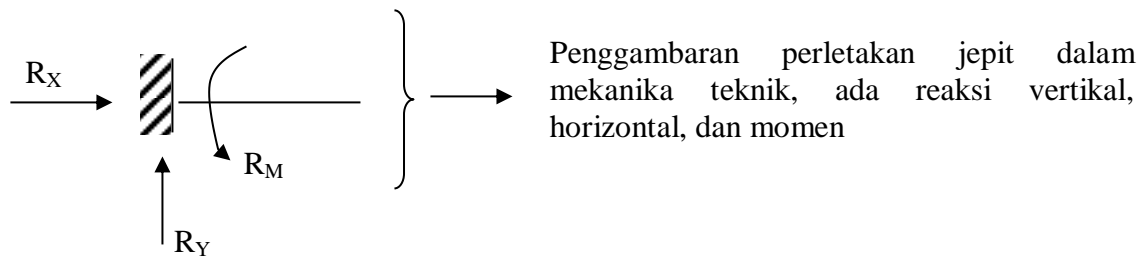 R_X
R_M
R_Y
Penggambaran perletakan jepit dalam
mekanika teknik, ada reaksi vertikal,
horizontal, dan momen